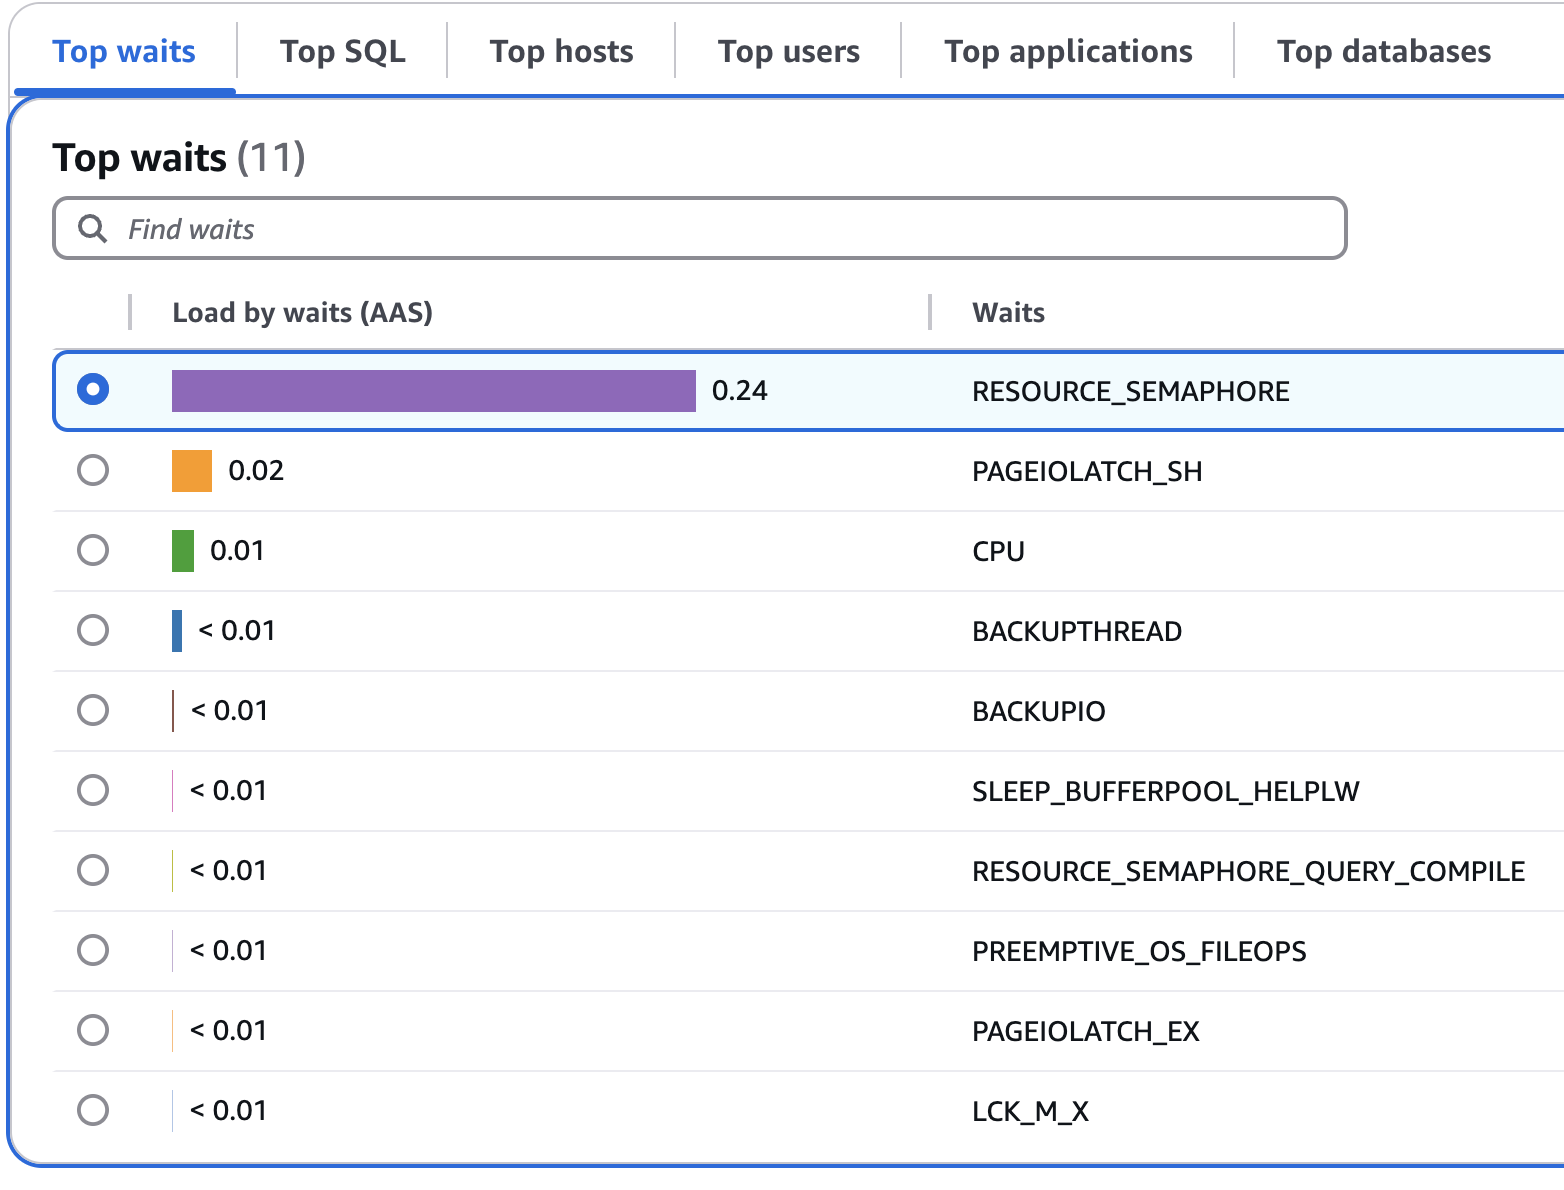 Top waits Top SQL Top hosts Top users Top applications Top databases
Top waits (11)
Find waits
Load by waits (AAS) Waits
0.24 RESOURCE_SEMAPHORE
0.02 PAGEIOLATCH_SH
0.01 CPU
< 0.01 BACKUPTHREAD
< 0.01 BACKUPIO
< 0.01 SLEEP_BUFFERPOOL_HELPLW
< 0.01 RESOURCE_SEMAPHORE_QUERY_COMPILE
< 0.01 PREEMPTIVE_OS_FILEOPS
< 0.01 PAGEIOLATCH_EX
< 0.01 LCK_M_X